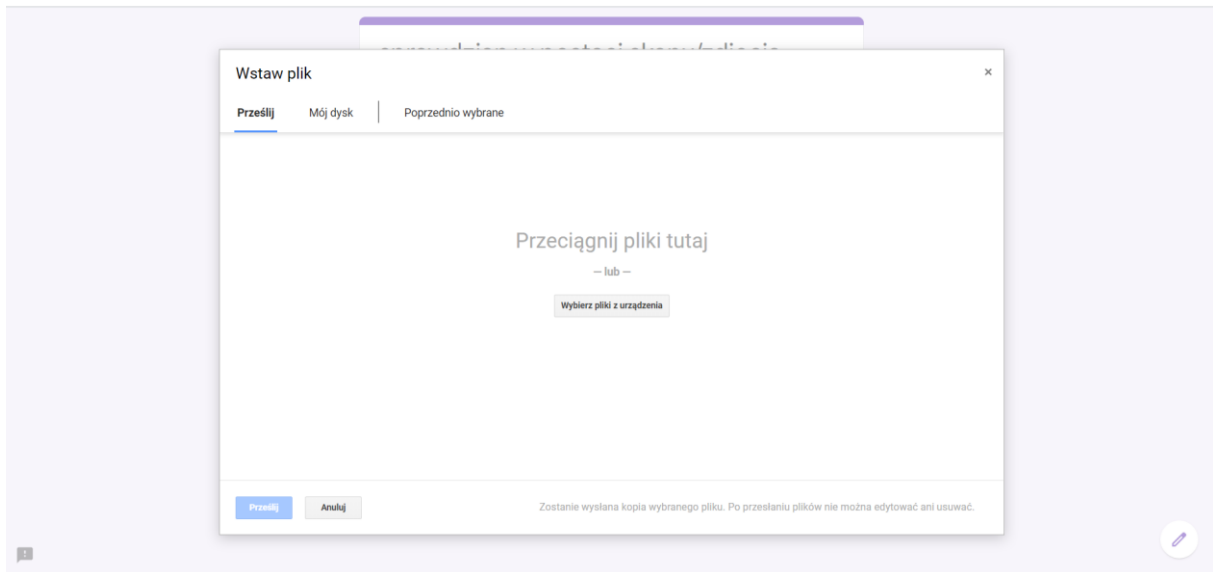 Wstaw plik
×
Prześlij Mój dysk Poprzednio wybrane
Przeciągnij pliki tutaj
— lub —
Wybierz pliki z urządzenia
Prześlij Anuluj Zostanie wysłana kopia wybranego pliku. Po przesłaniu plików nie można edytować ani usuwać.